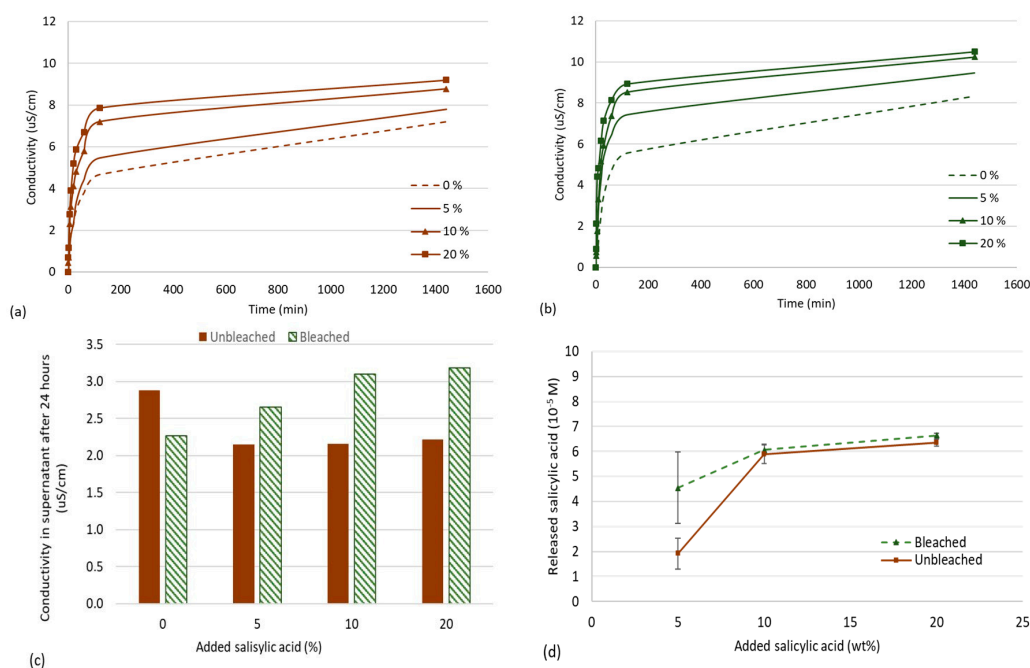 12
10
8
6
4
2
0
Conductivity (uS/cm)
0 %
5 %
10 %
20 %
0 200 400 600 800 1000 1200 1400 1600
Time (min)
(a)
12
10
8
6
4
2
0
Conductivity (uS/cm)
0 %
5 %
10 %
20 %
0 200 400 600 800 1000 1200 1400 1600
Time (min)
(b)
Unbleached Bleached
3.5
3.0
2.5
2.0
1.5
1.0
0.5
0.0
Conductivity in supernatant after 24 hours
(uS/cm)
0 5 10 20
Added salisylic acid (%)
(c)
10
9
8
7
6
5
4
3
2
1
0
Released salicylic acid (10⁻⁵ M)
Bleached
Unbleached
0 5 10 15 20 25
Added salicylic acid (wt%)
(d)